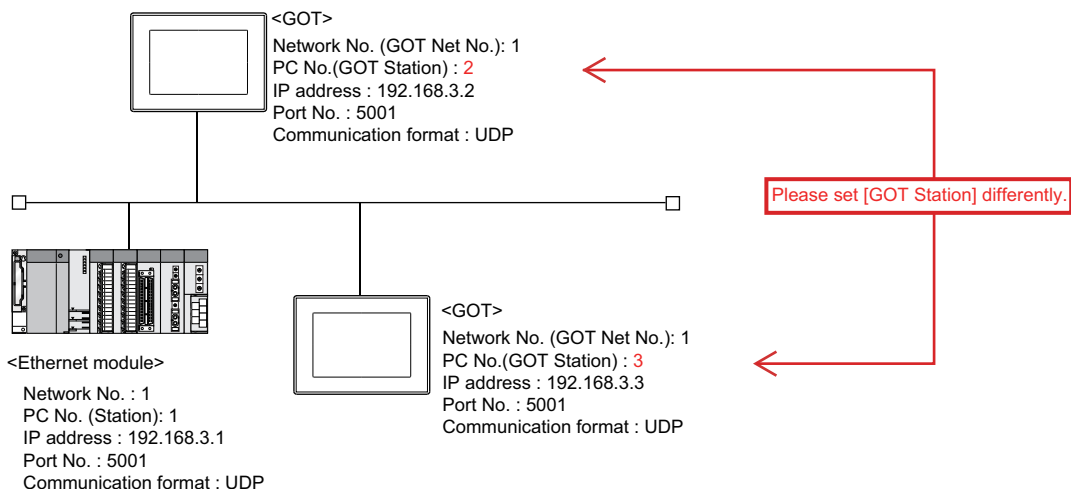 <GOT>
Network No. (GOT Net No.): 1
PC No.(GOT Station) : 2
IP address : 192.168.3.2
Port No. : 5001
Communication format : UDP
Please set [GOT Station] differently.
<Ethernet module>
Network No. : 1
PC No. (Station): 1
IP address : 192.168.3.1
Port No. : 5001
Communication format : UDP
<GOT>
Network No. (GOT Net No.): 1
PC No.(GOT Station) : 3
IP address : 192.168.3.3
Port No. : 5001
Communication format : UDP